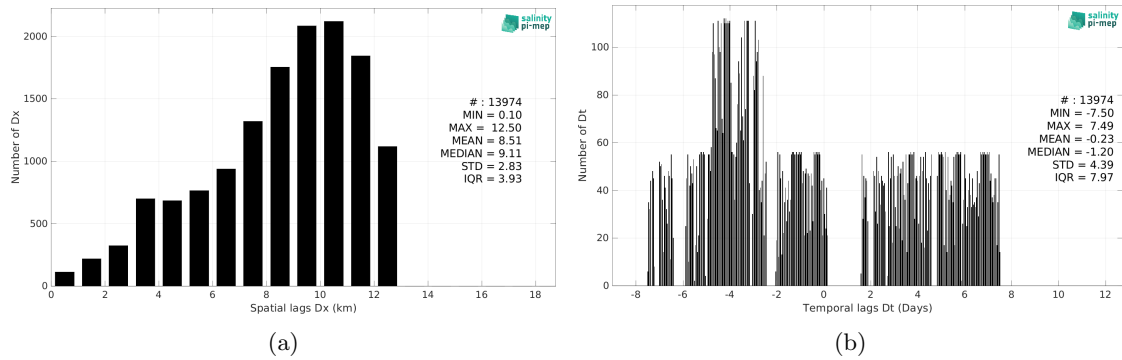 salinity
pi-mep
2000
1500
1000
500
0
Number of Dx
# : 13974
MIN = 0.10
MAX =  12.50
MEAN = 8.51
MEDIAN = 9.11
STD = 2.83
IQR = 3.93
0 2 4 6 8 10 12 14 16 18
Spatial lags Dx (km)
(a)
salinity
pi-mep
100
80
60
40
20
0
Number of Dt
# : 13974
MIN = -7.50
MAX =  7.49
MEAN = -0.23
MEDIAN = -1.20
STD = 4.39
IQR = 7.97
-8 -6 -4 -2 0 2 4 6 8 10 12
Temporal lags Dt (Days)
(b)